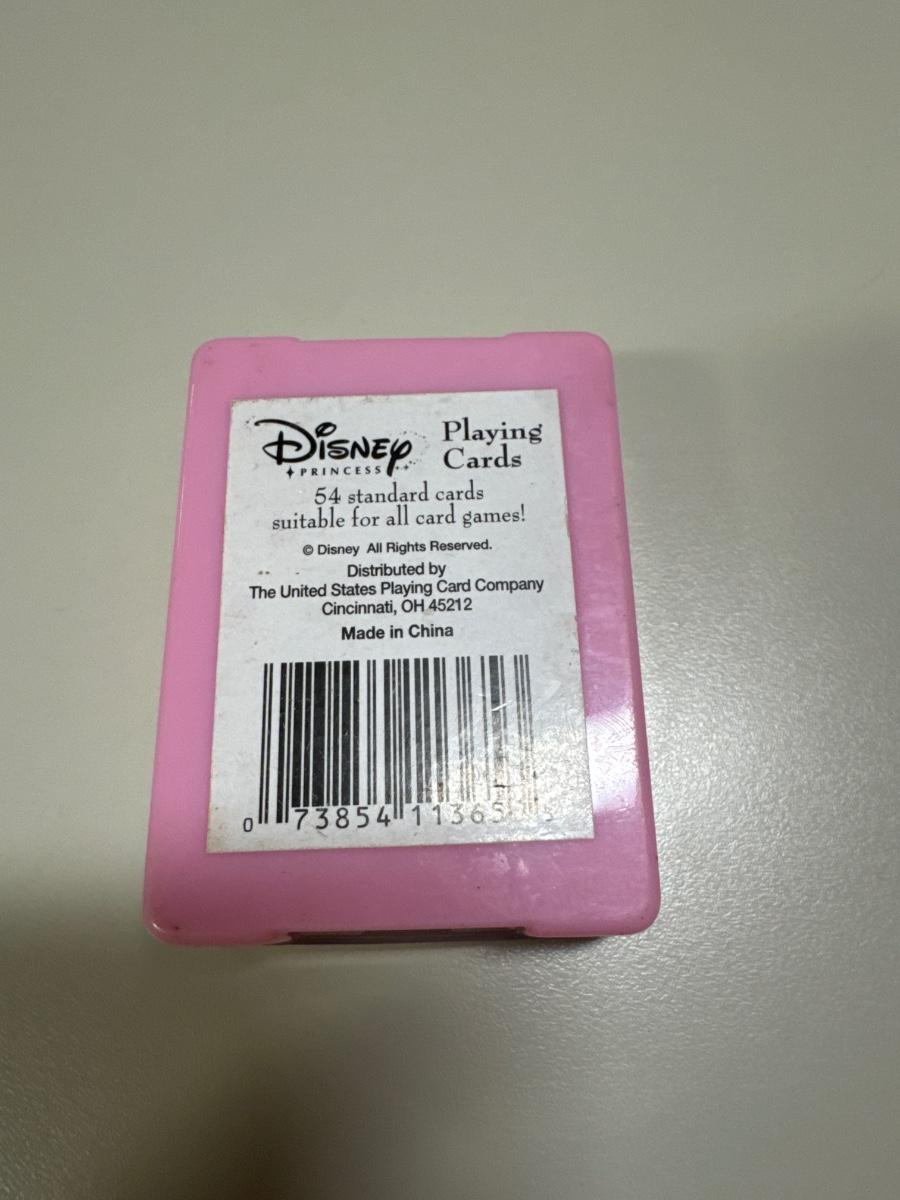 Disney
PRINCESS
Playing
Cards
54 standard cards
suitable for all card games!
© Disney All Rights Reserved.
Distributed by
The United States Playing Card Company
Cincinnati, OH 45212
Made in China
0 73854 11365